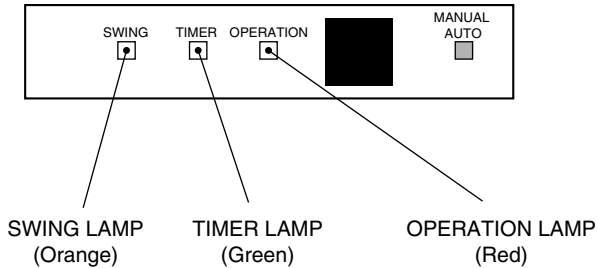 MANUAL
SWING TIMER OPERATION AUTO
SWING LAMP TIMER LAMP OPERATION LAMP
(Orange) (Green) (Red)